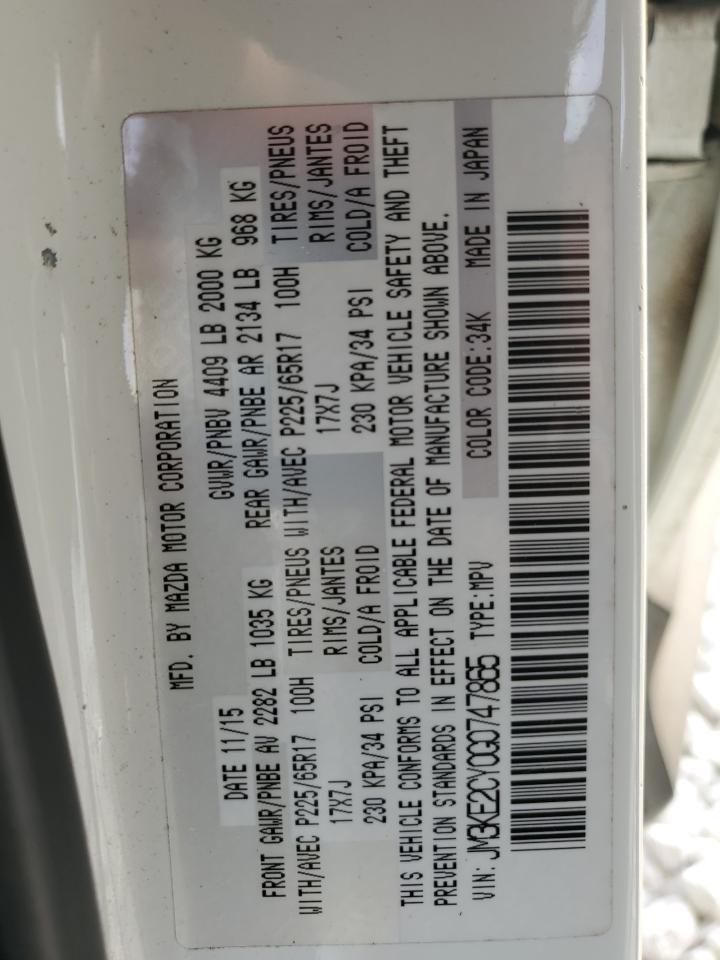 MFD. BY MAZDA MOTOR CORPORATION
DATE 11/15 GVWR/PNBV 4409 LB 2000 KG
FRONT GAWR/PNBE AV 2282 LB 1035 KG REAR GAWR/PNBE AR 2134 LB 968 KG
WITH/AVEC P225/65R17 100H TIRES/PNEUS WITH/AVEC P225/65R17 100H TIRES/PNEUS
17X7J RIMS/JANTES 17X7J RIMS/JANTES
230 KPA/34 PSI COLD/A FROID 230 KPA/34 PSI COLD/A FROID
THIS VEHICLE CONFORMS TO ALL APPLICABLE FEDERAL MOTOR VEHICLE SAFETY AND THEFT
PREVENTION STANDARDS IN EFFECT ON THE DATE OF MANUFACTURE SHOWN ABOVE.
VIN: JM3KE2CY0G0747865 TYPE:MPV COLOR CODE:34K MADE IN JAPAN